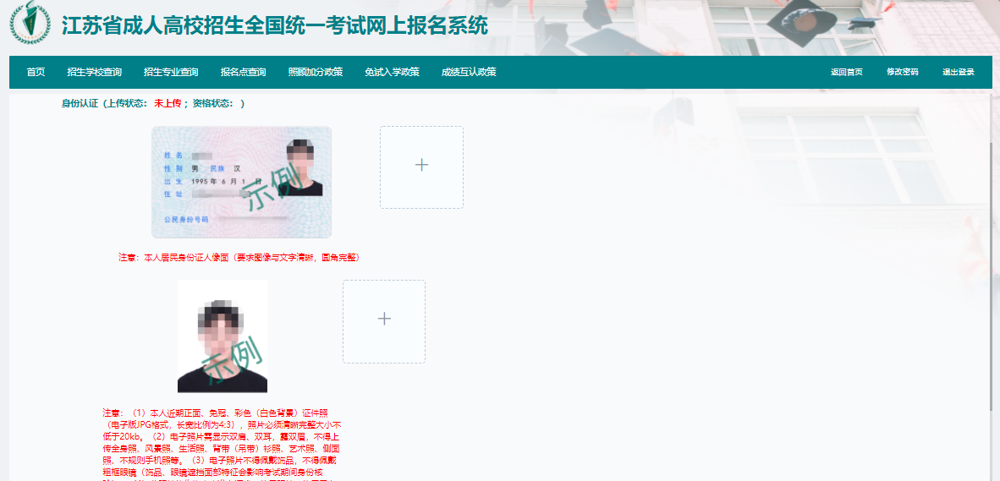 江苏省成人高校招生全国统一考试网上报名系统
首页 招生学校查询 招生专业查询 报名点查询 照顾加分政策 免试入学政策 成绩互认政策 返回首页 修改密码 退出登录
身份认证（上传状态： 未上传 ；资格状态： ）
姓 名
性 别 男 民族 汉
出 生 1995 年 6 月 1 日
住 址
公民身份号码
示例
注意：本人居民身份证人像面（要求图像与文字清晰，圆角完整）
示例
注意：（1）本人近期正面、免冠、彩色（白色背景）证件照
（电子版JPG格式，长宽比例为4:3），照片必须清晰完整大小不
低于20kb。（2）电子照片需显示双肩、双耳，露双眉，不得上
传全身照、风景照、生活照、背带（吊带）衫照、艺术照、侧面
照、不规则手机照等。（3）电子照片不得佩戴饰品，不得佩戴
粗框眼镜（饰品、眼镜遮挡面部特征会影响考试期间身份核